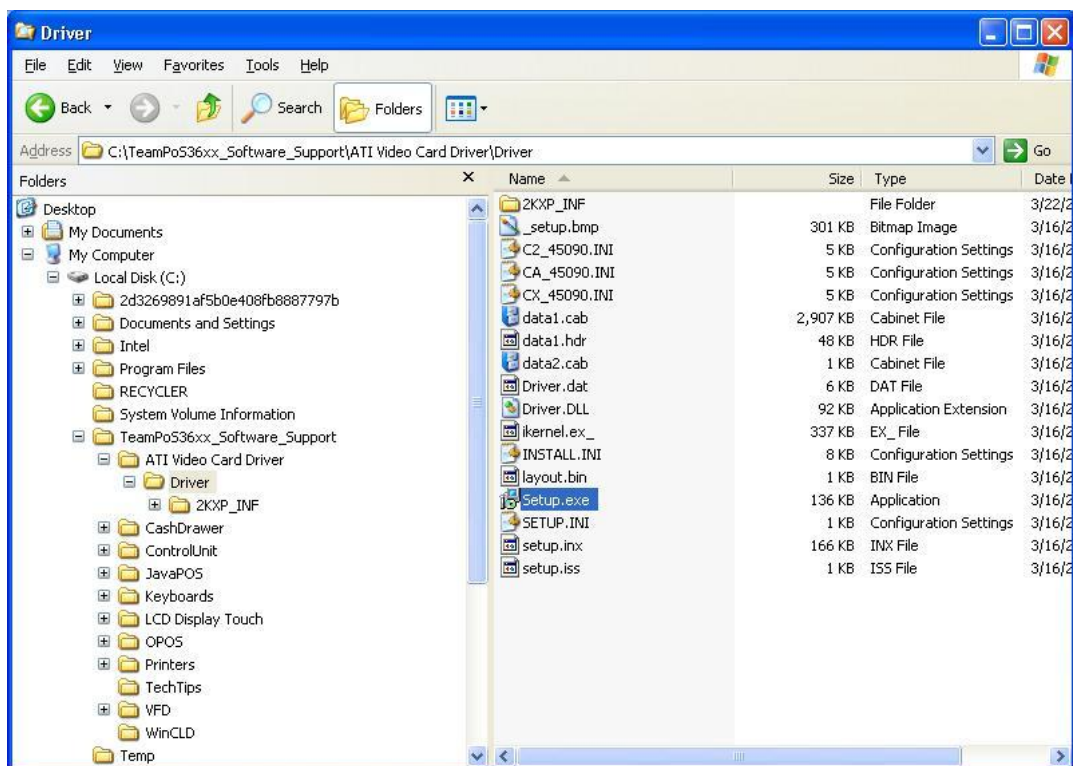 Driver
File Edit View Favorites Tools Help
Back Search Folders
Address C:\TeamPoS36xx_Software_Support\ATI Video Card Driver\Driver Go
Folders
Desktop
My Documents
My Computer
Local Disk (C:)
2d3269891af5b0e408fb8887797b
Documents and Settings
Intel
Program Files
RECYCLER
System Volume Information
TeamPoS36xx_Software_Support
ATI Video Card Driver
Driver
2KXP_INF
CashDrawer
ControlUnit
JavaPOS
Keyboards
LCD Display Touch
OPOS
Printers
TechTips
VFD
WinCLD
Temp
Name Size Type Date
2KXP_INF File Folder 3/22/2
_setup.bmp 301 KB Bitmap Image 3/16/2
C2_45090.INI 5 KB Configuration Settings 3/16/2
CA_45090.INI 5 KB Configuration Settings 3/16/2
CX_45090.INI 5 KB Configuration Settings 3/16/2
data1.cab 2,907 KB Cabinet File 3/16/2
data1.hdr 48 KB HDR File 3/16/2
data2.cab 1 KB Cabinet File 3/16/2
Driver.dat 6 KB DAT File 3/16/2
Driver.DLL 92 KB Application Extension 3/16/2
ikernel.ex_ 337 KB EX_ File 3/16/2
INSTALL.INI 8 KB Configuration Settings 3/16/2
layout.bin 1 KB BIN File 3/16/2
Setup.exe 136 KB Application 3/16/2
SETUP.INI 1 KB Configuration Settings 3/16/2
setup.inx 166 KB INX File 3/16/2
setup.iss 1 KB ISS File 3/16/2